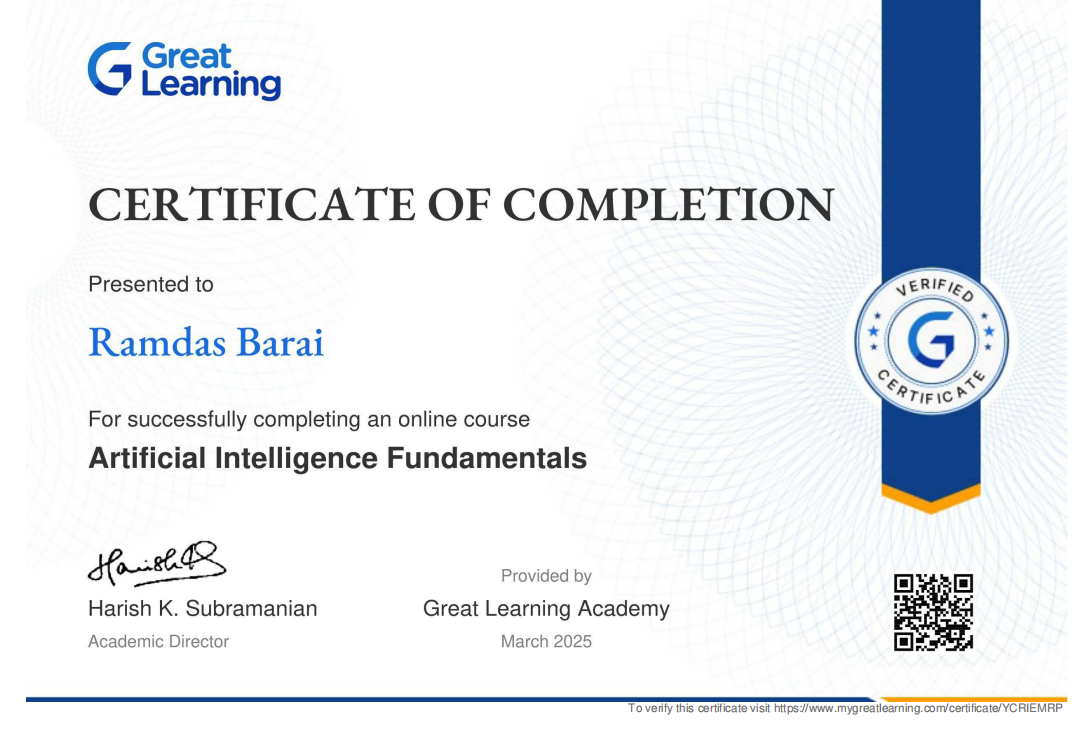 Great
Learning
CERTIFICATE OF COMPLETION
Presented to
Ramdas Barai
VERIFIED
CERTIFICATE
For successfully completing an online course
Artificial Intelligence Fundamentals
Harish K. Subramanian
Academic Director
Provided by
Great Learning Academy
March 2025
To verify this certificate visit https://www.mygreatlearning.com/certificate/YCRIEMRP